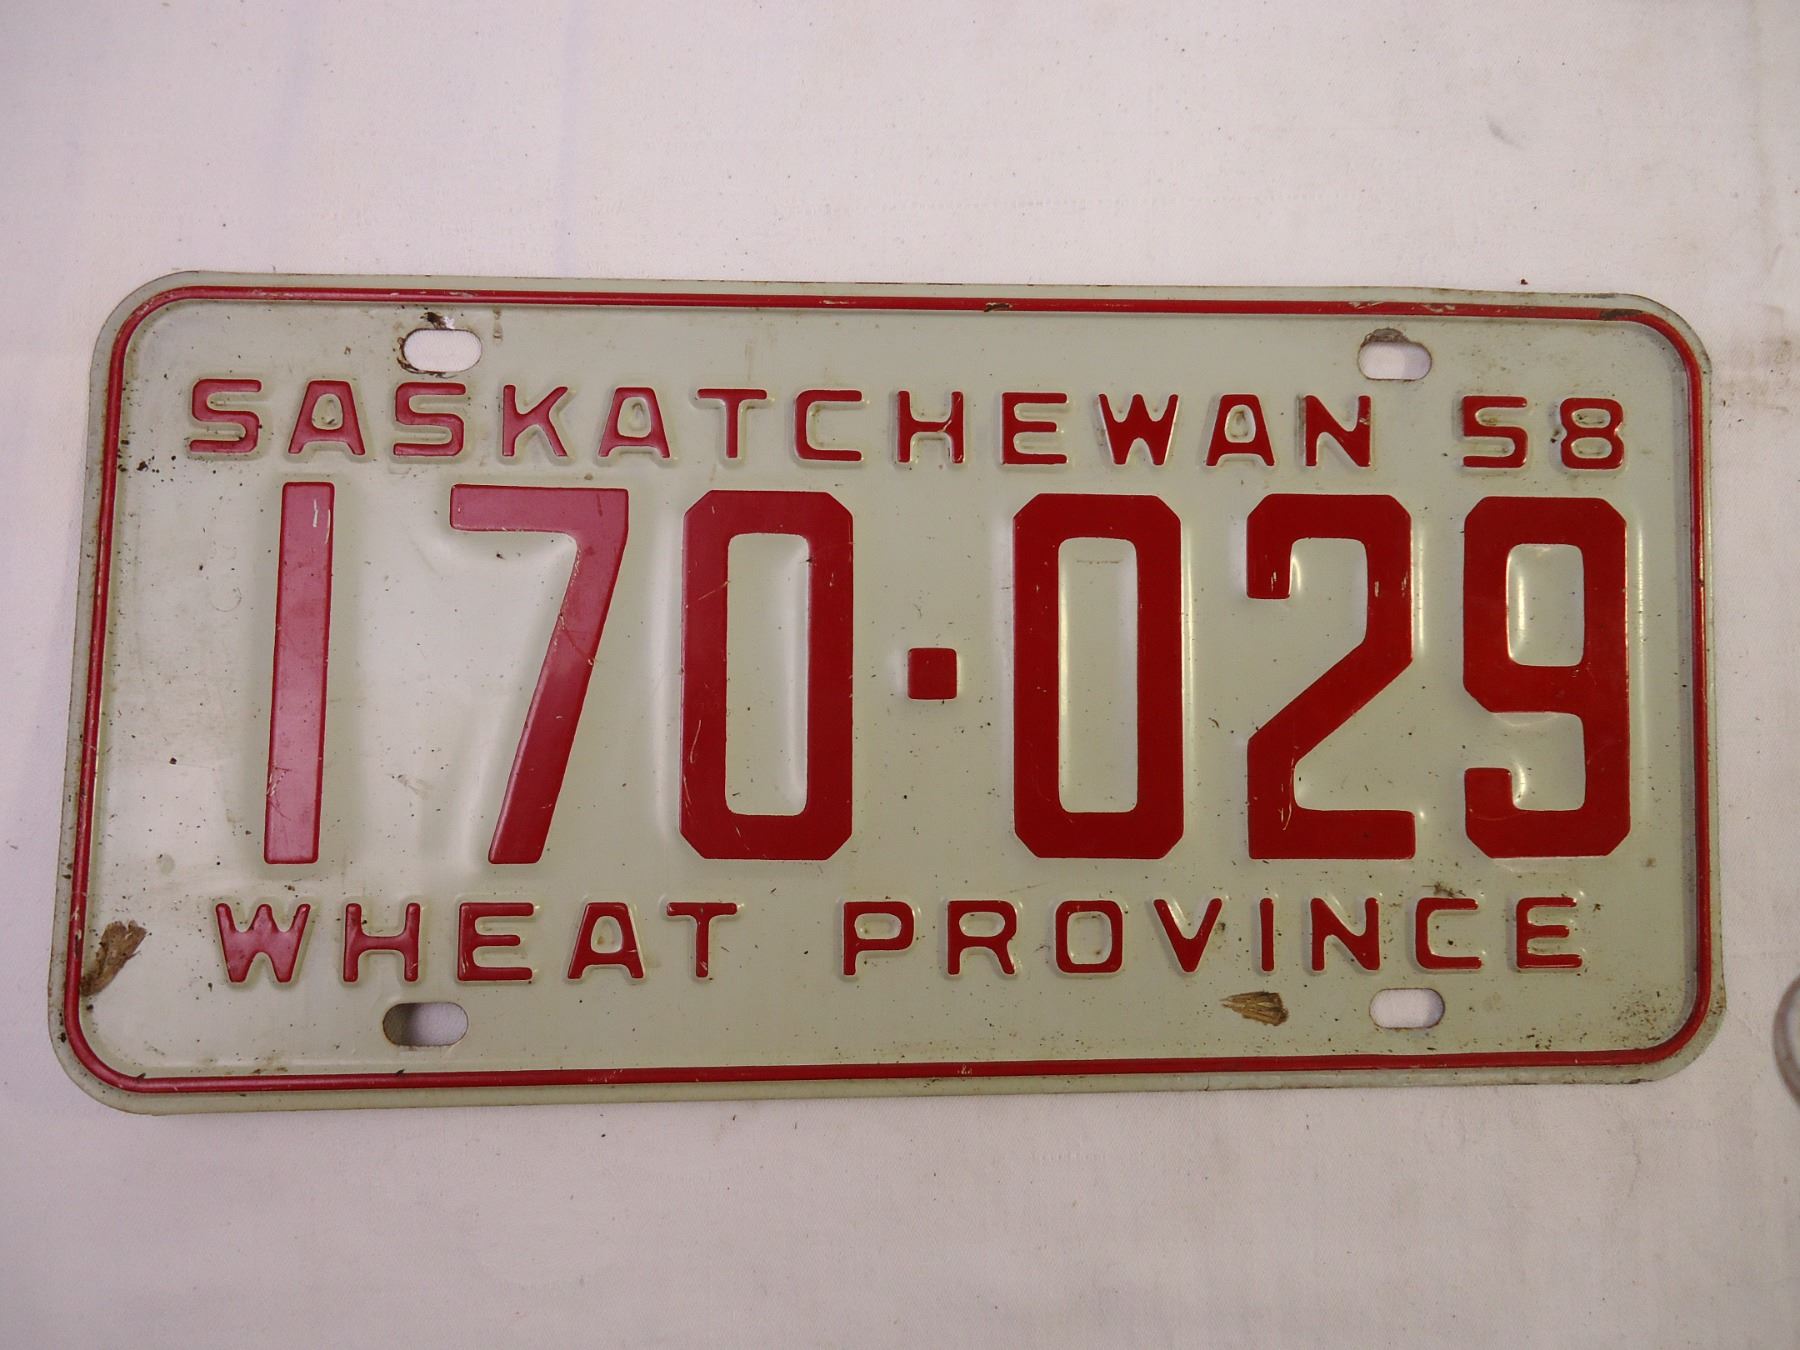 SASKATCHEWAN 58
170·029
WHEAT PROVINCE